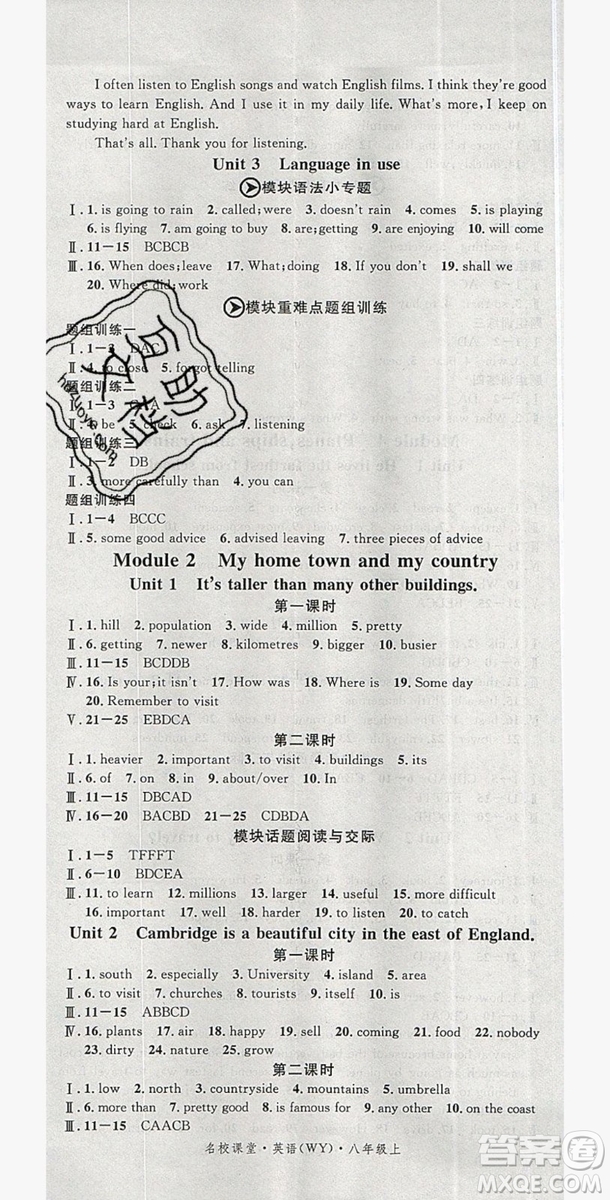 I often listen to English songs and watch English films. I think they're good
ways to learn English. And I use it in my daily life. What's more, I keep on
studying hard at English.
That's all. Thank you for listening.
Unit 3 Language in use
模块语法小专题
Ⅰ. 1. is going to rain 2. called;were 3. doesn't rain 4. comes 5. is playing
6. is flying 7. am going to buy 8. are;getting 9. are enjoying 10. will come
Ⅱ. 11-15 BCBCB
Ⅲ. 16. When does;leave 17. What;doing 18. If you don't 19. shall we
20. Where did;work
模块重难点题组训练
题组训练一
Ⅰ. 1-3 DAC
Ⅱ. 4. to close 5. forgot telling
题组训练二
Ⅰ. 1-3 CAA
Ⅱ. 4. both 5. check 6. ask 7. listening
题组训练三
Ⅰ. 1-2 DB
Ⅱ. 3. or 4. more carefully than 5. you can
题组训练四
Ⅰ. 1-4 BCCC
Ⅱ. 5. some good advice 6. advised leaving 7. three pieces of advice
Module 2 My home town and my country
Unit 1 It's taller than many other buildings.
第一课时
Ⅰ. 1. hill 2. population 3. wide 4. million 5. pretty
Ⅱ. 6. getting 7. newer 8. kilometres 9. bigger 10. busier
Ⅲ. 11-15 BCDDB
Ⅳ. 16. Is your;it isn't 17. How was 18. Where is 19. Some day
20. Remember to visit
Ⅴ. 21-25 EBDCA
第二课时
Ⅰ. 1. heavier 2. important 3. to visit 4. buildings 5. its
Ⅱ. 6. of 7. on 8. in 9. about/over 10. In
Ⅲ. 11-15 DBCAD
Ⅳ. 16-20 BACBD 21-25 CDBDA
模块话题阅读与交际
Ⅰ. 1-5 TFFFT
Ⅱ. 6-10 BDCEA
Ⅲ. 11. to learn 12. millions 13. larger 14. useful 15. more difficult
16. important 17. well 18. harder 19. to listen 20. to catch
Unit 2 Cambridge is a beautiful city in the east of England.
第一课时
Ⅰ. 1. south 2. especially 3. University 4. island 5. area
Ⅱ. 6. to visit 7. churches 8. tourists 9. itself 10. is
Ⅲ. 11-15 ABBCD
Ⅳ. 16. plants 17. air 18. happy 19. sell 20. coming 21. food 22. nobody
23. dirty 24. nature 25. grow
第二课时
Ⅰ. 1. low 2. north 3. countryside 4. mountains 5. umbrella
Ⅱ. 6. more than 7. part of 8. is famous for 9. any 10. on the coast
Ⅲ. 11-15 CAACB
名校课堂·英语(WY)·八年级上
互助文档